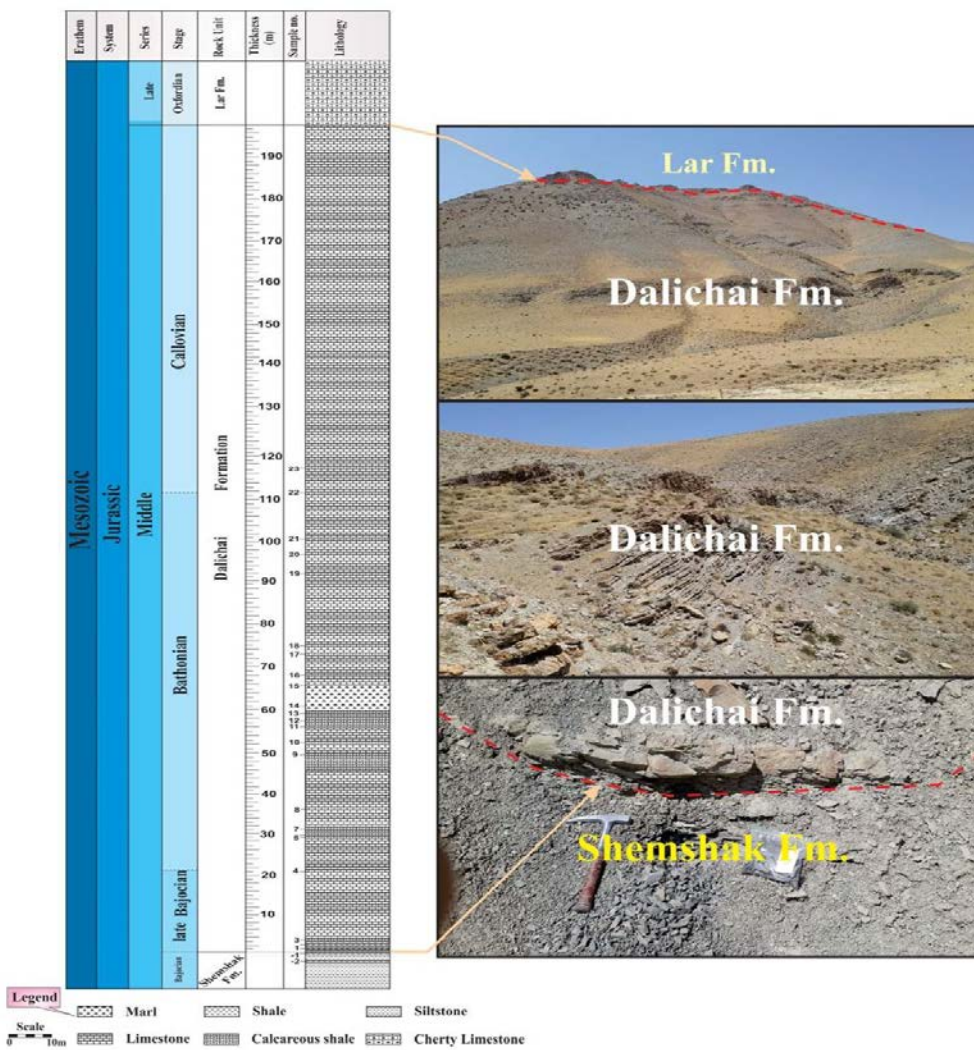 Erathem
System
Series
Stage
Rock Unit
Thickness (m)
Sample no.
Lithology
Mesozoic
Jurassic
Late
Middle
Oxfordian
Callovian
Bathonian
late Bajocian
Bajocian
Lar Fm.
Dalichai Formation
Shemshak Fm.
190
180
170
160
150
140
130
120
110
100
90
80
70
60
50
40
30
20
10
0
23
22
21
20
19
18
17
16
15
14
13
12
11
10
9
8
7
6
4
3
1
-1
-2
Lar Fm.
Dalichai Fm.
Dalichai Fm.
Dalichai Fm.
Shemshak Fm.
Legend
Marl
Shale
Siltstone
Limestone
Calcareous shale
Cherty Limestone
Scale
0 10m